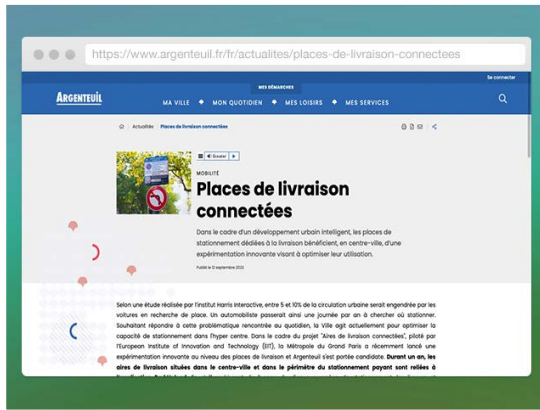 https://www.argenteuil.fr/fr/actualites/places-de-livraison-connectees
Se connecter
MES DÉMARCHES
ARGENTEUIL
MA VILLE MON QUOTIDIEN MES LOISIRS MES SERVICES
Actualités Places de livraison connectées
Écouter
MOBILITÉ
Places de livraison
connectées
Dans le cadre d'un développement urbain intelligent, les places de
stationnement dédiées à la livraison bénéficient, en centre-ville, d'une
expérimentation innovante visant à optimiser leur utilisation.
Publié le 12 septembre
Selon une étude réalisée par l'institut Harris Interactive, entre 5 et 10% de la circulation urbaine serait engendrée par les
voitures en recherche de place. Un automobiliste passerait ainsi une journée par an à chercher où stationner.
Souhaitant répondre à cette problématique rencontrée au quotidien, la Ville agit actuellement pour optimiser la
capacité de stationnement dans l'hyper centre. Dans le cadre du projet "Aires de livraison connectées", piloté par
l'European Institute of Innovation and Technology (EIT), la Métropole du Grand Paris a récemment lancé une
expérimentation innovante au niveau des places de livraison et Argenteuil s'est portée candidate. Durant un an, les
aires de livraison situées dans le centre-ville et dans le périmètre du stationnement payant sont reliées à